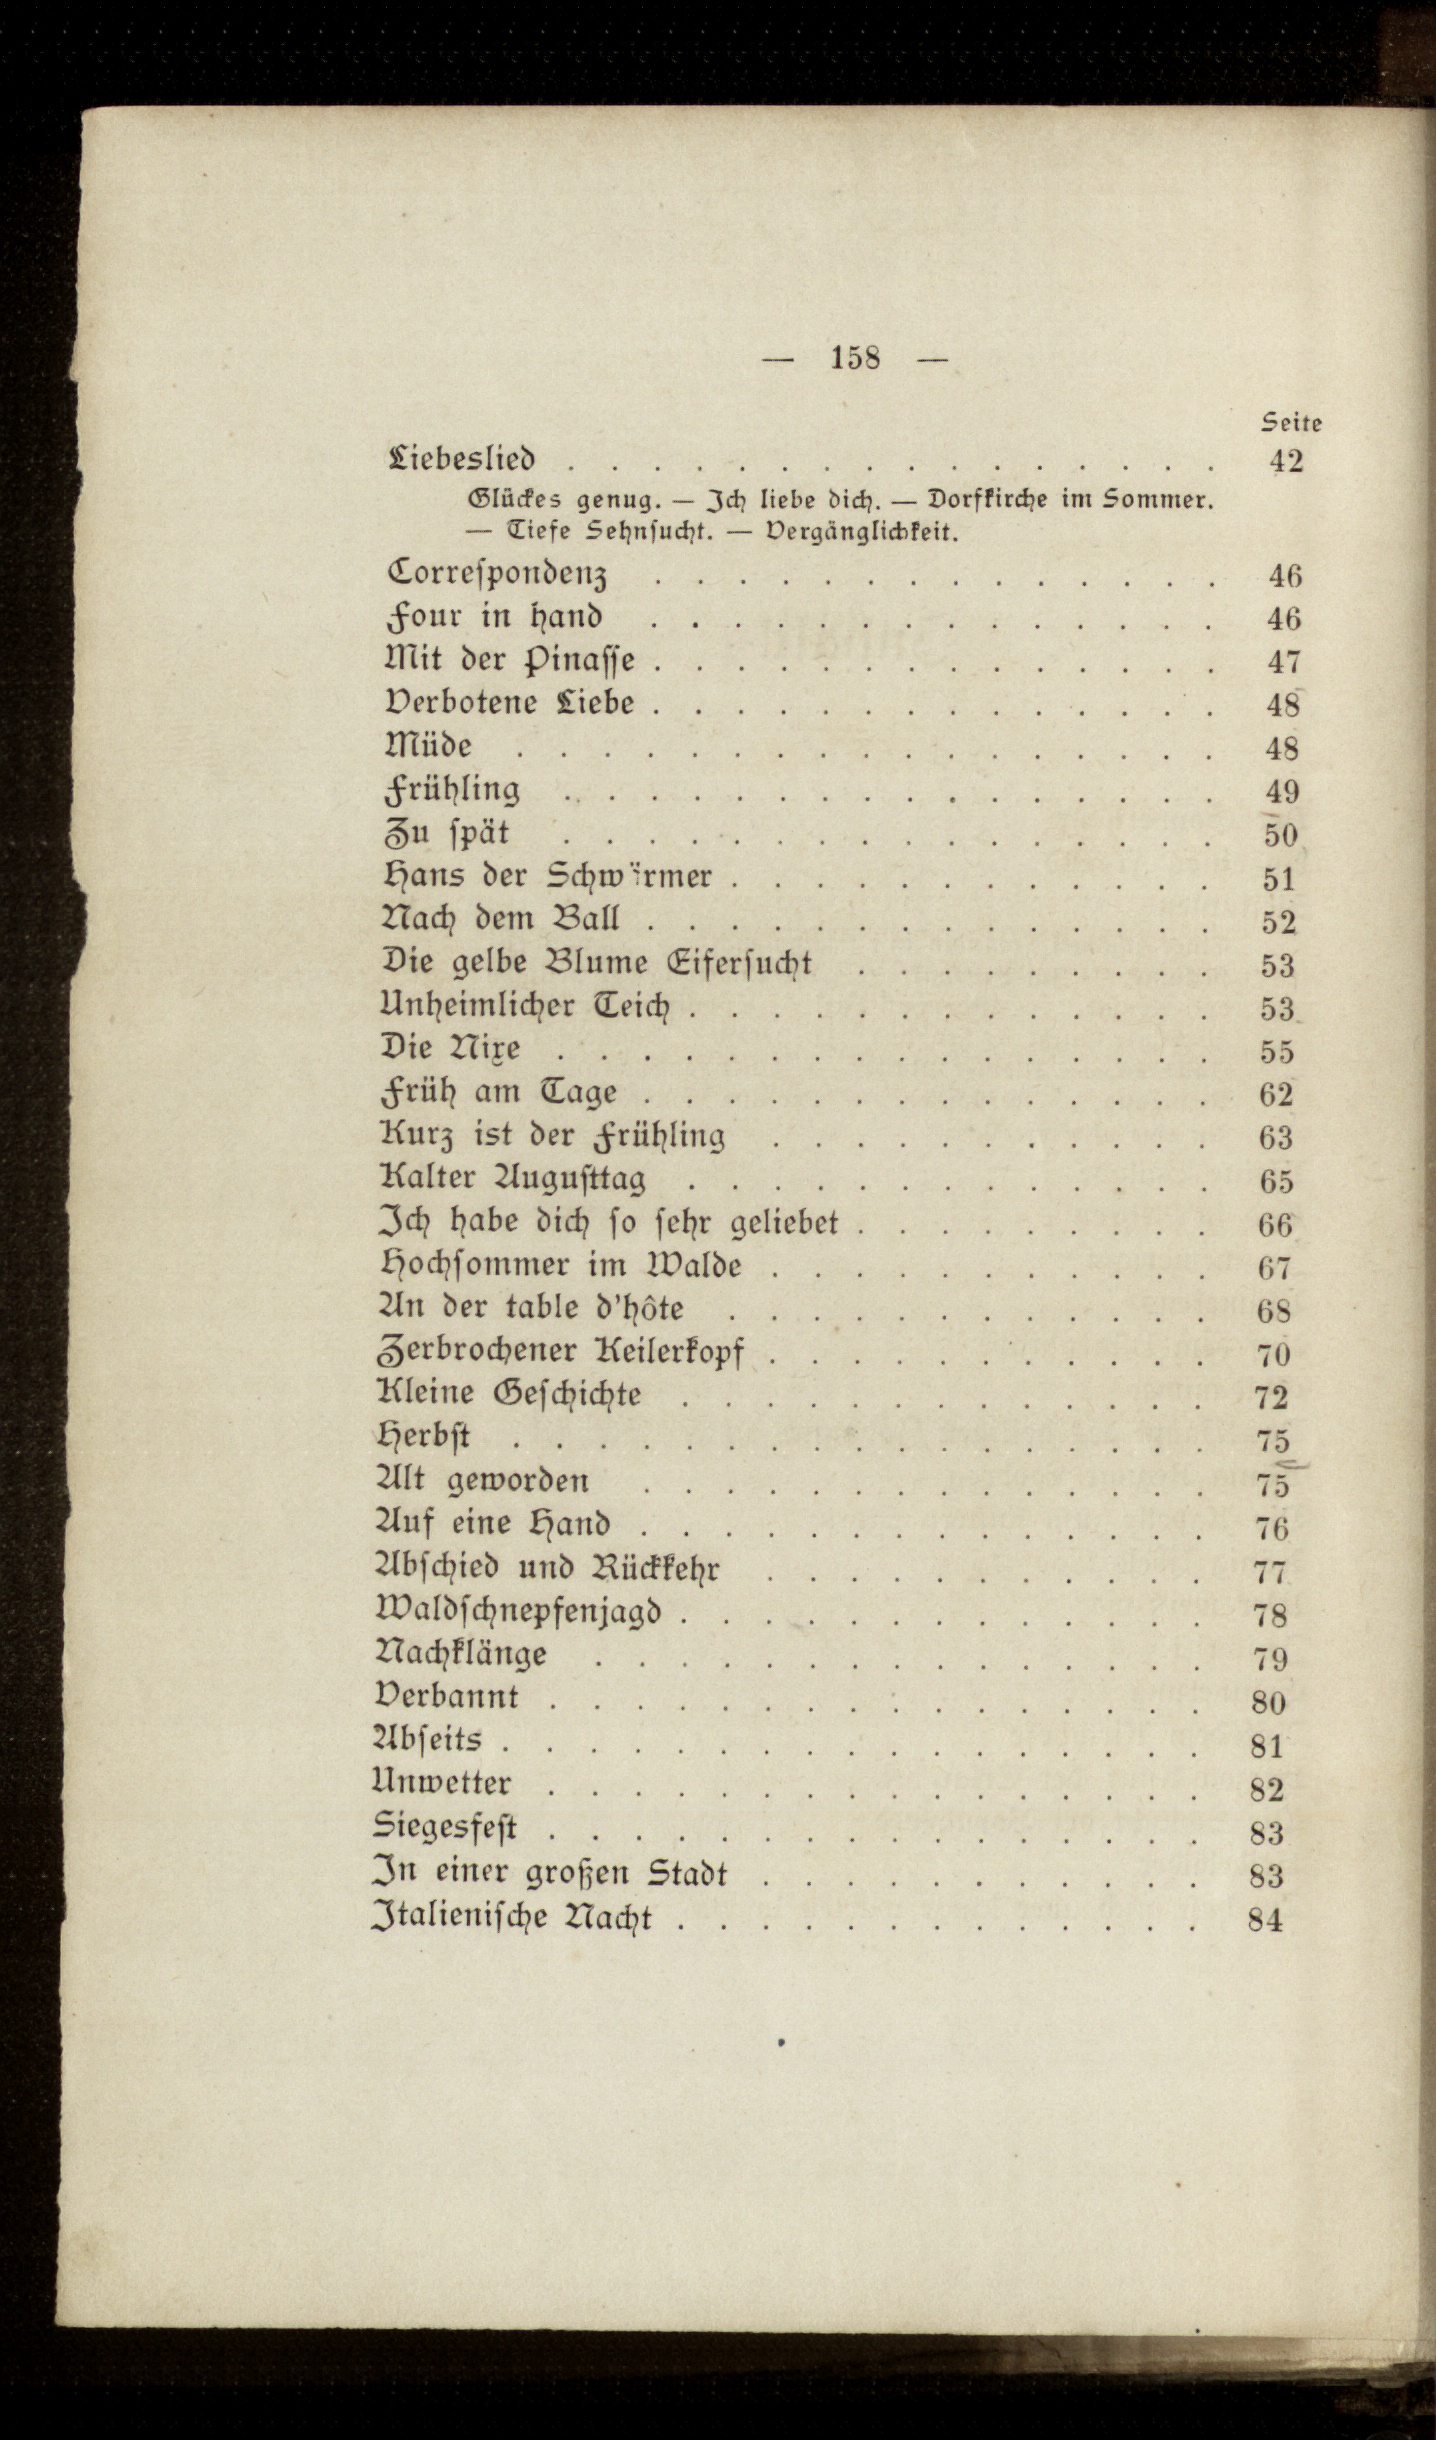 — 158 —
Seite
Liebeslied . . . . . . . . . . . . . . . . 42
Glückes genug. — Ich liebe dich. — Dorfkirche im Sommer.
— Tiefe Sehnſucht. — Vergänglichkeit.
Correſpondenz . . . . . . . . . . . . . . 46
Four in hand . . . . . . . . . . . . . . 46
Mit der Pinaſſe . . . . . . . . . . . . . . 47
Verbotene Liebe . . . . . . . . . . . . . . 48
Müde . . . . . . . . . . . . . . . . . 48
Frühling . . . . . . . . . . . . . . . . 49
Zu ſpät . . . . . . . . . . . . . . . . 50
Hans der Schwärmer . . . . . . . . . . . . 51
Nach dem Ball . . . . . . . . . . . . . . 52
Die gelbe Blume Eiferſucht . . . . . . . . . 53
Unheimlicher Teich . . . . . . . . . . . . . 53
Die Nixe . . . . . . . . . . . . . . . . 55
Früh am Tage . . . . . . . . . . . . . . 62
Kurz ist der Frühling . . . . . . . . . . . 63
Kalter Auguſttag . . . . . . . . . . . . . 65
Ich habe dich ſo ſehr geliebet . . . . . . . . . 66
Hochſommer im Walde . . . . . . . . . . . 67
An der table d'hôte . . . . . . . . . . . . 68
Zerbrochener Keilerkopf . . . . . . . . . . . 70
Kleine Geſchichte . . . . . . . . . . . . . 72
Herbſt . . . . . . . . . . . . . . . . . 75
Alt geworden . . . . . . . . . . . . . . 75
Auf eine Hand . . . . . . . . . . . . . . 76
Abſchied und Rückkehr . . . . . . . . . . . 77
Waldſchnepfenjagd . . . . . . . . . . . . . 78
Nachklänge . . . . . . . . . . . . . . . 79
Verbannt . . . . . . . . . . . . . . . . 80
Abſeits . . . . . . . . . . . . . . . . . 81
Unwetter . . . . . . . . . . . . . . . . 82
Siegesfeſt . . . . . . . . . . . . . . . . 83
In einer großen Stadt . . . . . . . . . . . 83
Italieniſche Nacht . . . . . . . . . . . . . 84